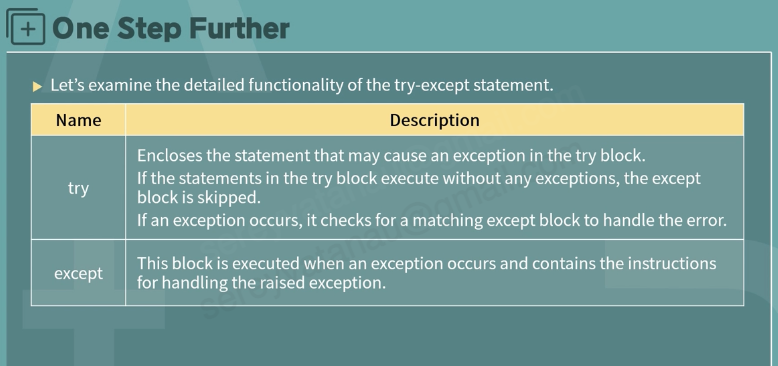 One Step Further
▶ Let's examine the detailed functionality of the try-except statement.
Name Description
try
Encloses the statement that may cause an exception in the try block.
If the statements in the try block execute without any exceptions, the except
block is skipped.
If an exception occurs, it checks for a matching except block to handle the error.
except
This block is executed when an exception occurs and contains the instructions
for handling the raised exception.